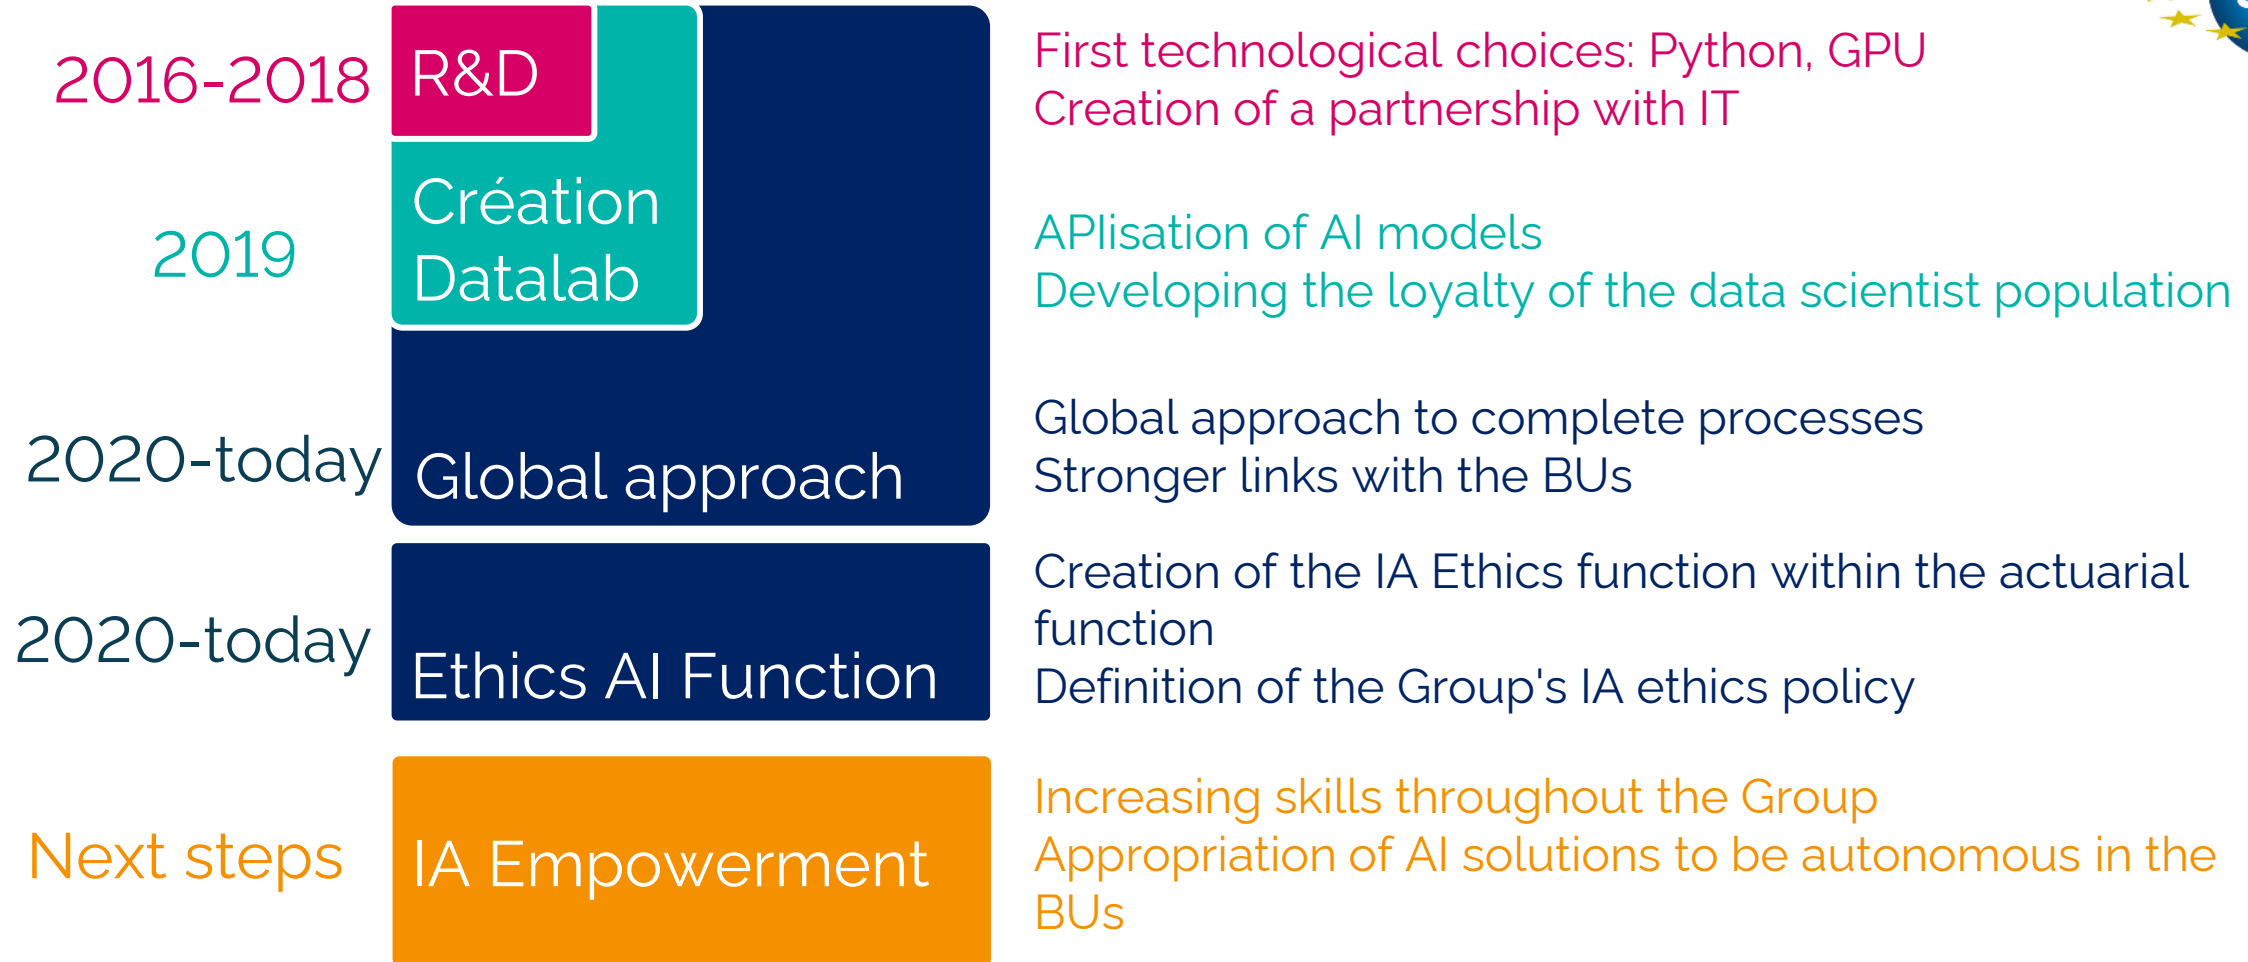 2016-2018
R&D
First technological choices: Python, GPU
Creation of a partnership with IT
2019
Création
Datalab
APIisation of AI models
Developing the loyalty of the data scientist population
2020-today
Global approach
Global approach to complete processes
Stronger links with the BUs
2020-today
Ethics AI Function
Creation of the IA Ethics function within the actuarial
function
Definition of the Group's IA ethics policy
Next steps
IA Empowerment
Increasing skills throughout the Group
Appropriation of AI solutions to be autonomous in the
BUs